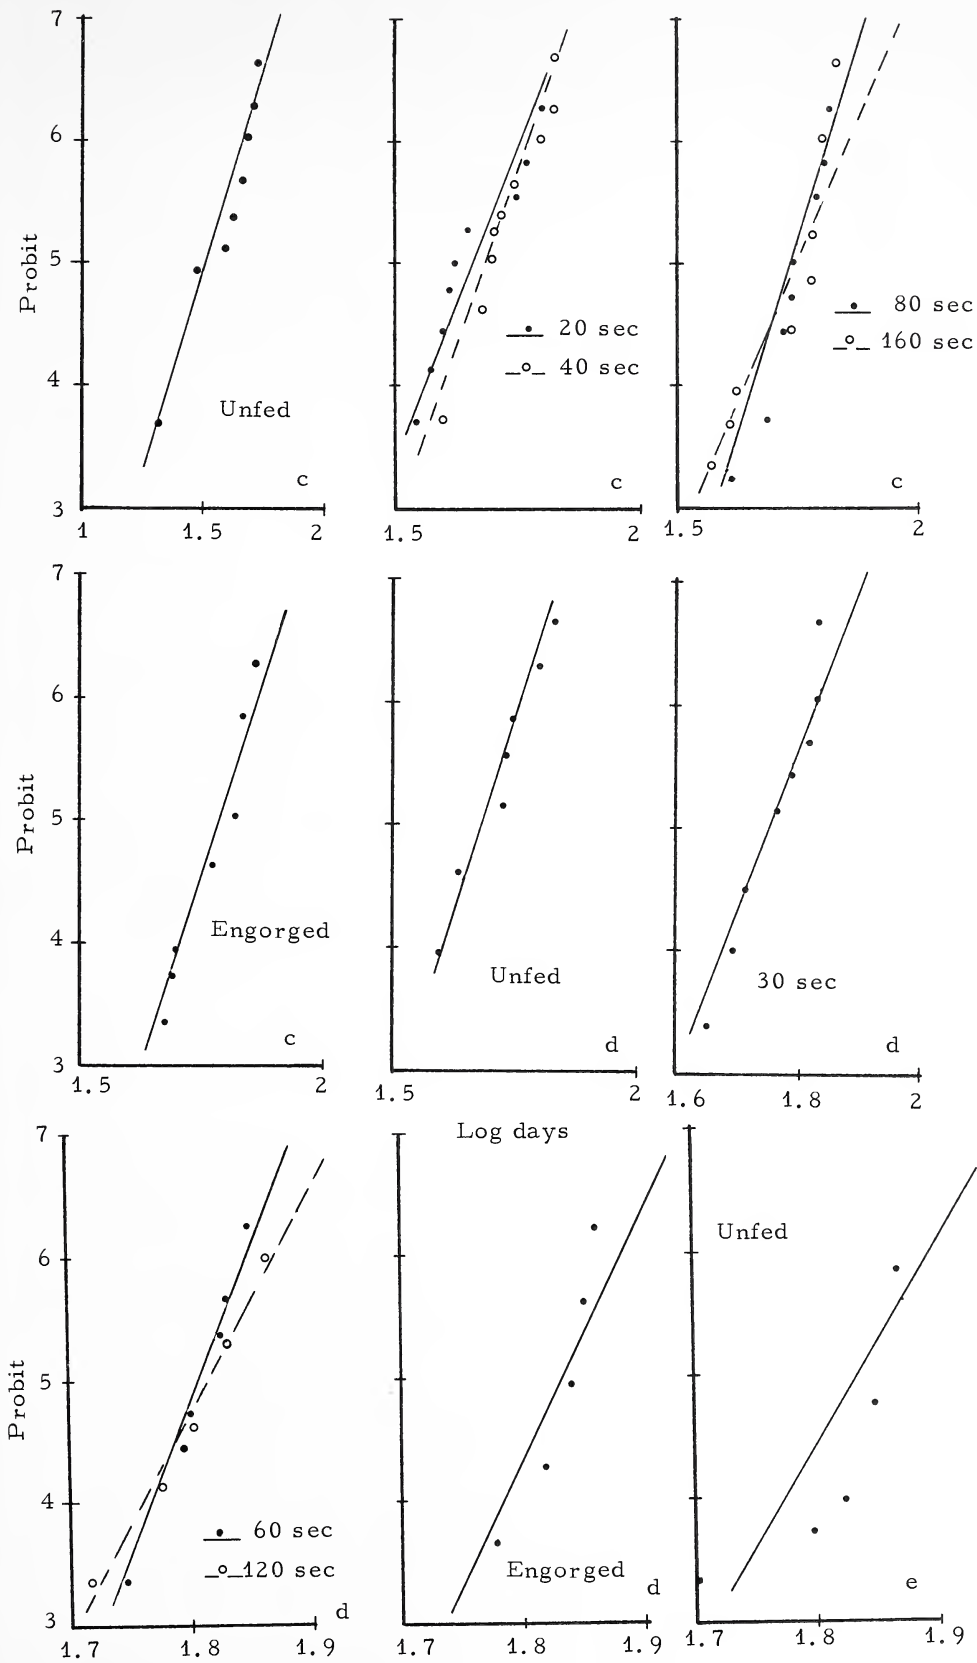 7
6
Probit
5
4
3
Unfed
c
1 1.5 2
20 sec
40 sec
c
1.5 2
80 sec
160 sec
c
1.5 2
7
6
Probit
5
4
3
Engorged
c
1.5 2
Unfed
d
1.5 2
30 sec
d
1.6 1.8 2
Log days
7
6
Probit
5
4
3
60 sec
120 sec
d
1.7 1.8 1.9
Engorged
d
1.7 1.8 1.9
Unfed
e
1.7 1.8 1.9